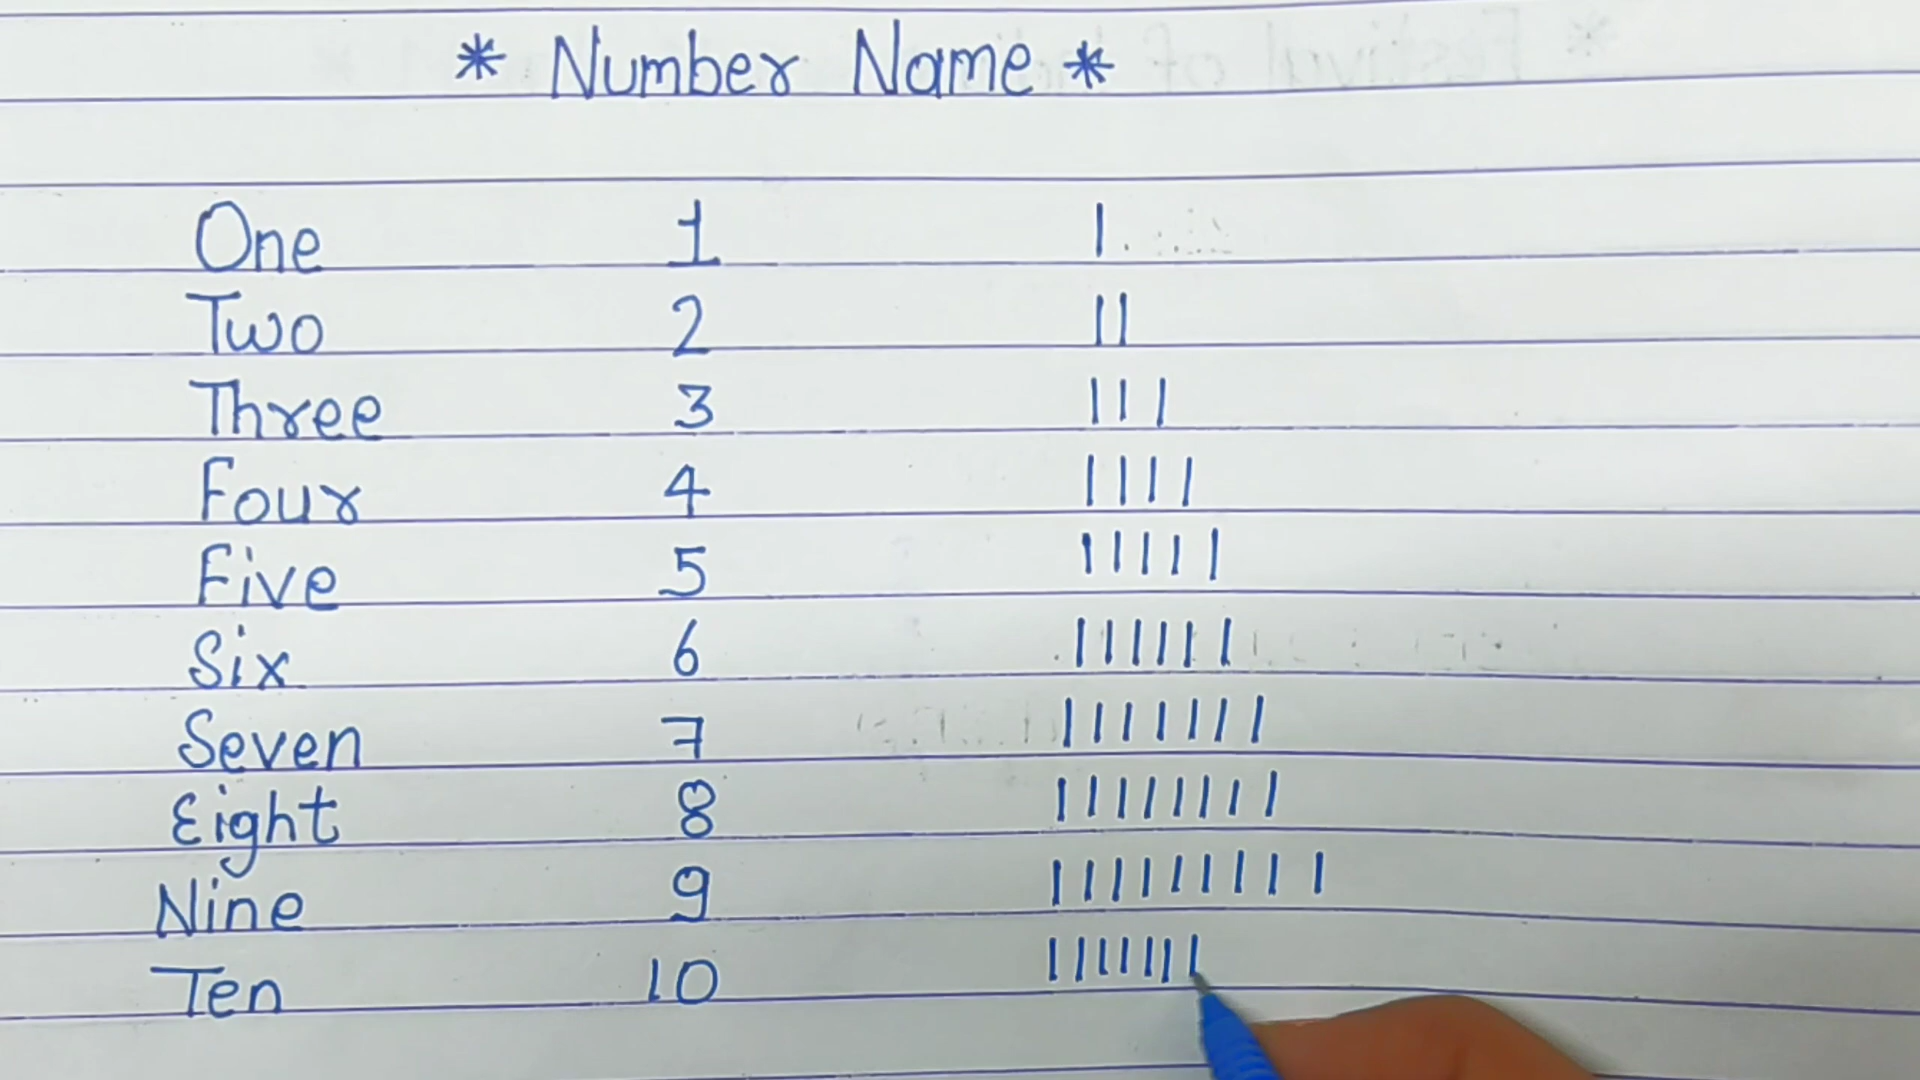 * Number Name *
One 1 |
Two 2 ||
Three 3 |||
Four 4 ||||
Five 5 |||||
Six 6 ||||||
Seven 7 |||||||
Eight 8 ||||||||
Nine 9 |||||||||
Ten 10 |||||||